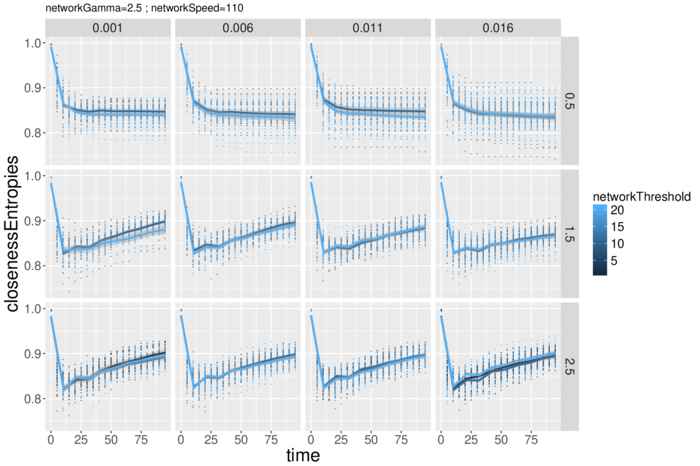 networkGamma=2.5 ; networkSpeed=110
0.001 0.006 0.011 0.016
1.0
0.9
0.8
0.5
1.0
0.9
0.8
1.5
1.0
0.9
0.8
2.5
closenessEntropies
0 25 50 75 0 25 50 75 0 25 50 75 0 25 50 75
time
networkThreshold
20
15
10
5